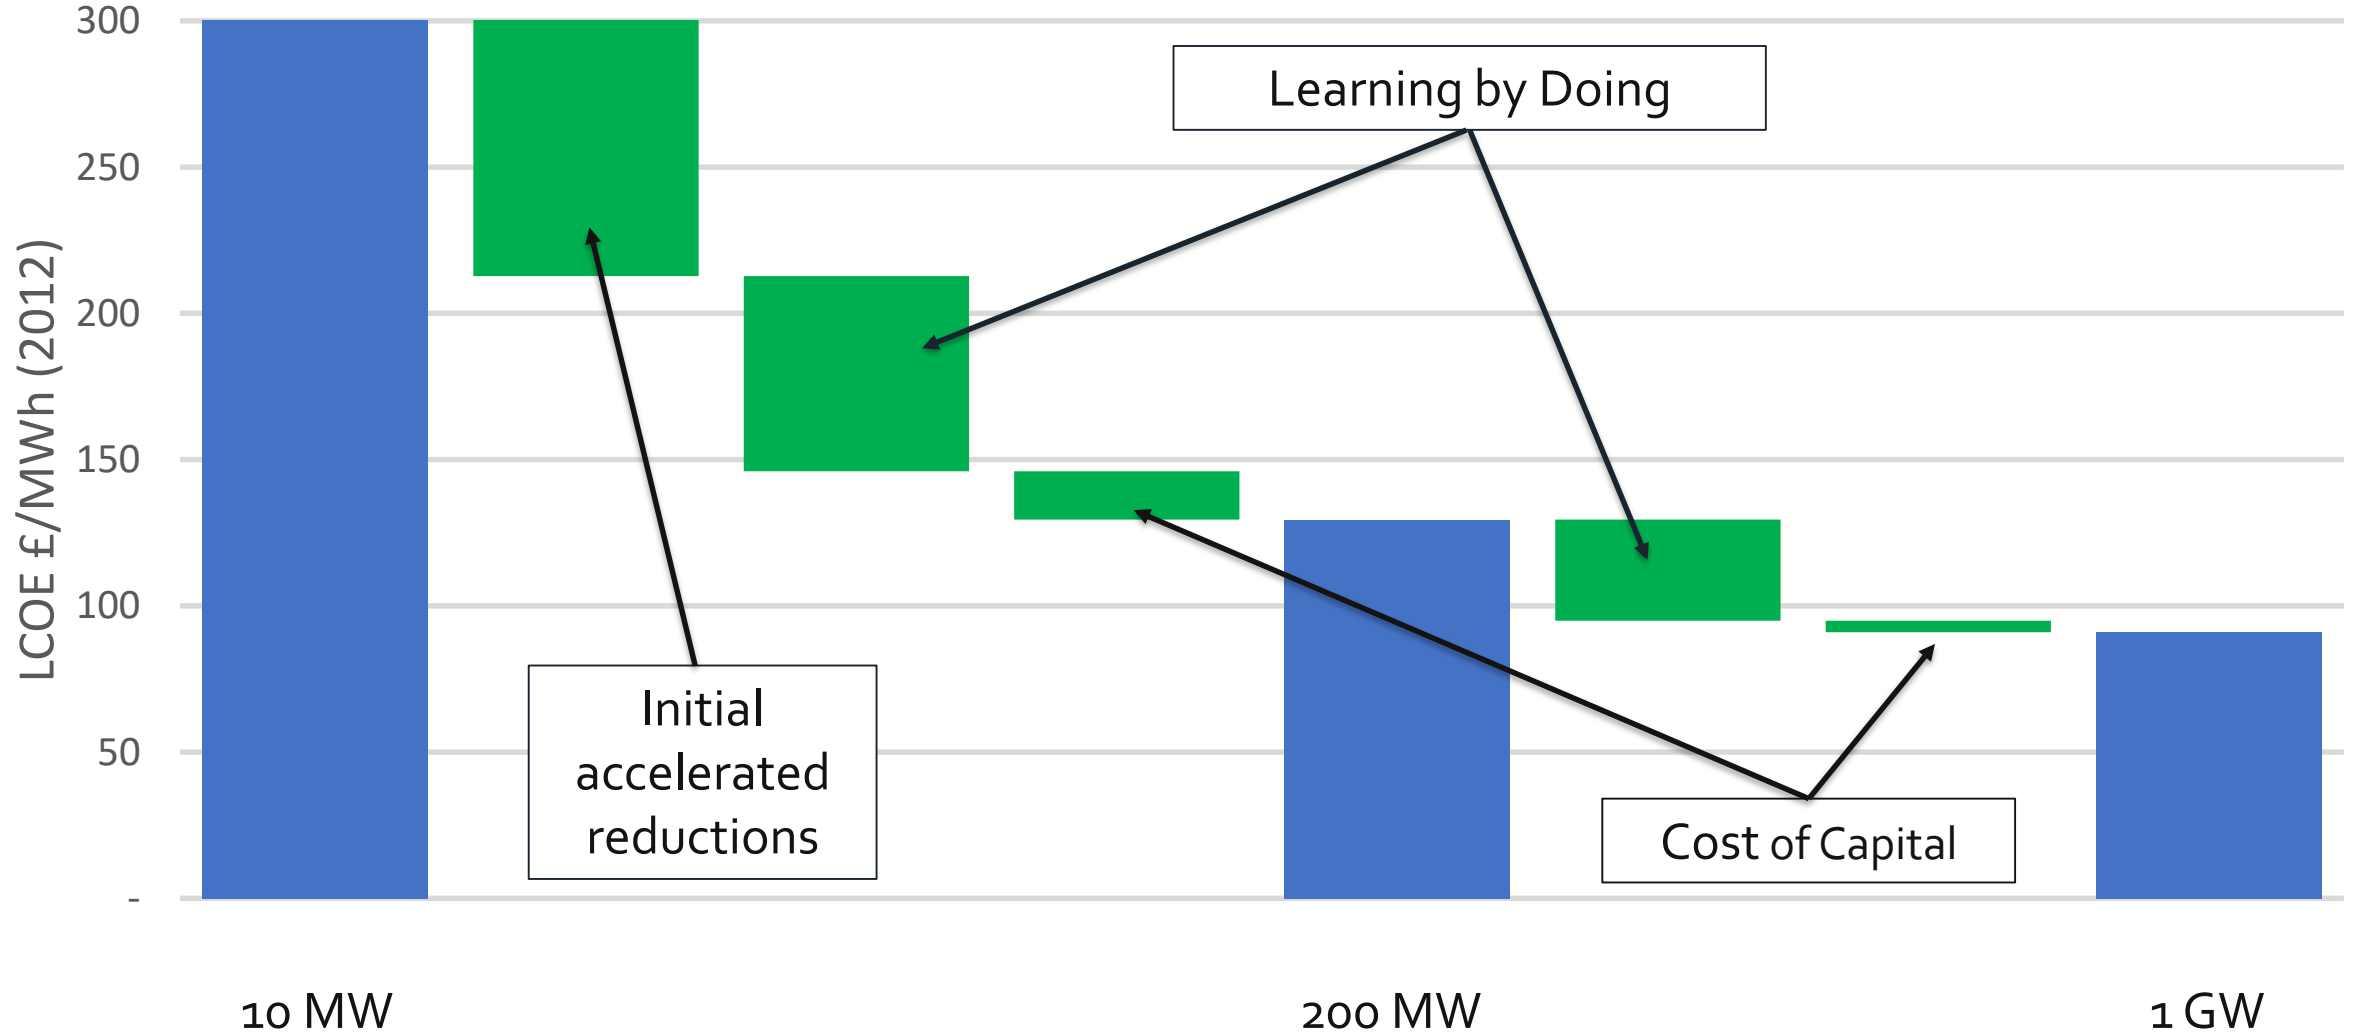 LCOE £/MWh (2012)
300
250
200
150
100
50
-
Learning by Doing
Initial
accelerated
reductions
Cost of Capital
10 MW
200 MW
1 GW